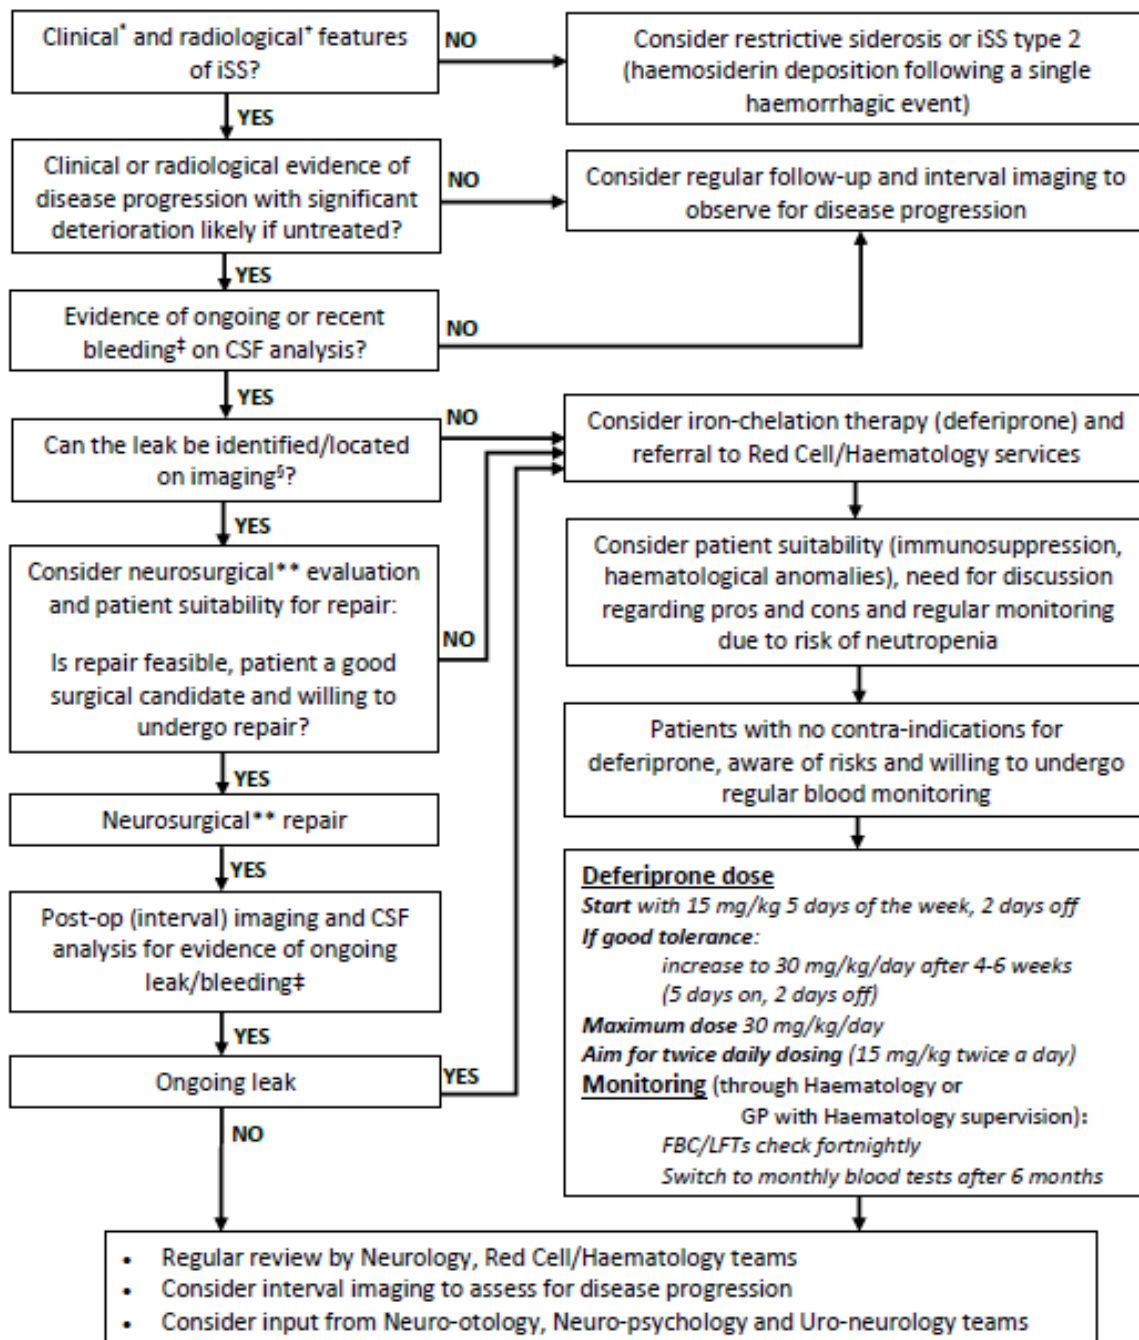 Clinical* and radiological⁺ features
of iSS?
NO
Consider restrictive siderosis or iSS type 2
(haemosiderin deposition following a single
haemorrhagic event)
YES
Clinical or radiological evidence of
disease progression with significant
deterioration likely if untreated?
NO
Consider regular follow-up and interval imaging to
observe for disease progression
YES
Evidence of ongoing or recent
bleeding‡ on CSF analysis?
NO
YES
Can the leak be identified/located
on imaging§?
NO
Consider iron-chelation therapy (deferiprone) and
referral to Red Cell/Haematology services
YES
Consider neurosurgical** evaluation
and patient suitability for repair:
Is repair feasible, patient a good
surgical candidate and willing to
undergo repair?
NO
Consider patient suitability (immunosuppression,
haematological anomalies), need for discussion
regarding pros and cons and regular monitoring
due to risk of neutropenia
YES
Patients with no contra-indications for
deferiprone, aware of risks and willing to undergo
regular blood monitoring
Neurosurgical** repair
YES
Post-op (interval) imaging and CSF
analysis for evidence of ongoing
leak/bleeding‡
YES
Ongoing leak
YES
NO
Deferiprone dose
Start with 15 mg/kg 5 days of the week, 2 days off
If good tolerance:
increase to 30 mg/kg/day after 4-6 weeks
(5 days on, 2 days off)
Maximum dose 30 mg/kg/day
Aim for twice daily dosing (15 mg/kg twice a day)
Monitoring (through Haematology or
GP with Haematology supervision):
FBC/LFTs check fortnightly
Switch to monthly blood tests after 6 months
• Regular review by Neurology, Red Cell/Haematology teams
• Consider interval imaging to assess for disease progression
• Consider input from Neuro-otology, Neuro-psychology and Uro-neurology teams